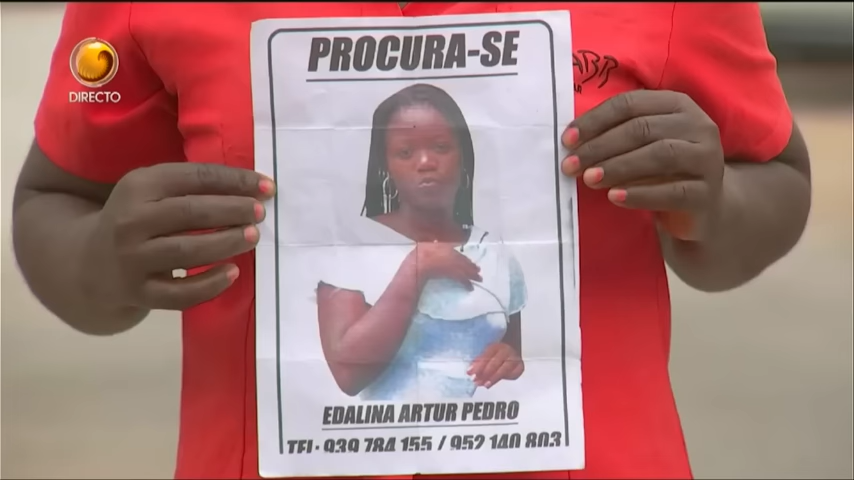 PROCURA-SE
DIRECTO
EDALINA ARTUR PEDRO
TEL: 939 784 155 / 952 140 803